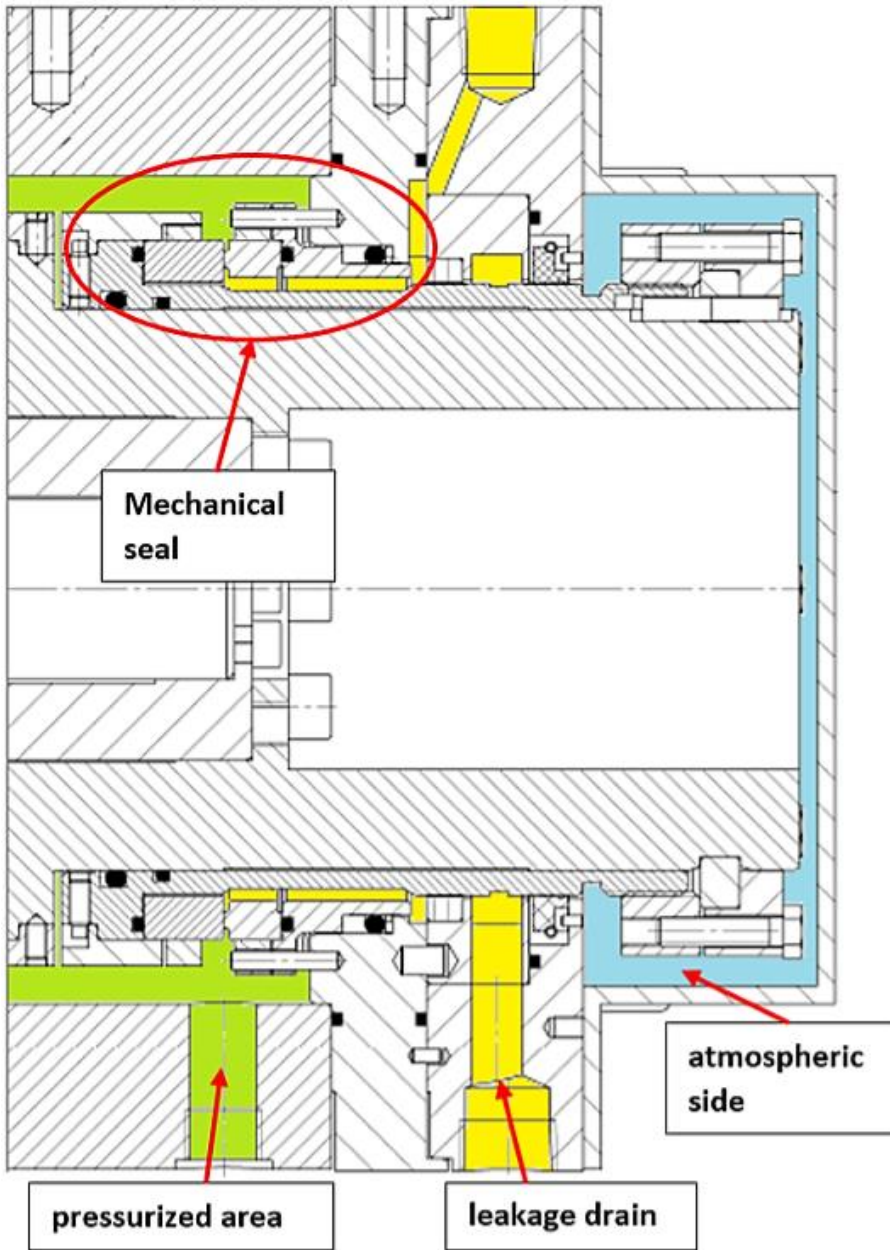 Mechanical
seal
atmospheric
side
pressurized area
leakage drain